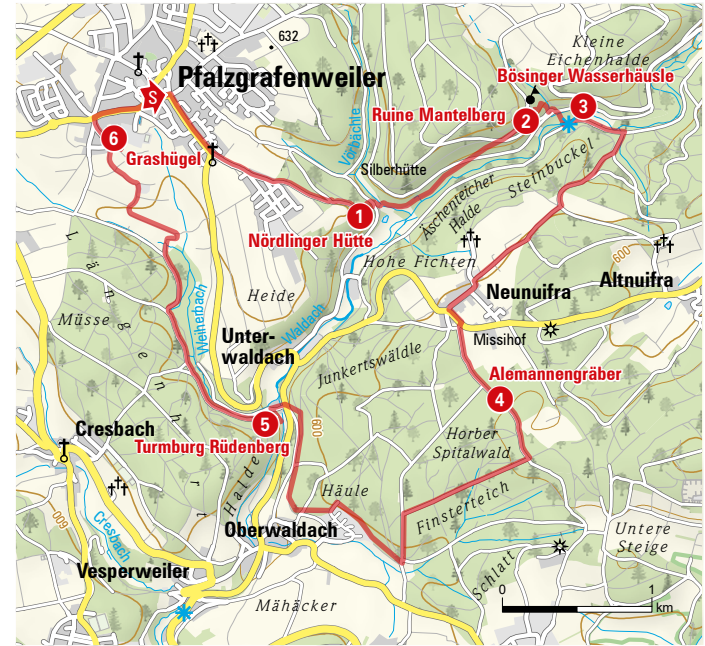 632
Kleine
Eichenhalde
Pfalzgrafenweiler
Bösinger Wasserhäusle
S
3
Ruine Mantelberg
2
6
Vorbächle
Grashügel
Silberhütte
Steinbuckel
Äschenteicher
Halde
1
Nördlinger Hütte
Hohe Fichten
600
Längenhart
Heide
Neunuifra
Altnuifra
Müsse
Weiherbach
Waldach
Unter-
waldach
Missihof
Junkertswäldle
Alemannengräber
4
600
Cresbach
5
Turmburg Rüdenberg
Horber
Spitalwald
Halde
Häule
Finsterteich
600
Cresbach
Oberwaldach
Untere
Steige
Schlatt
Vesperweiler
Mähäcker
0
1
km